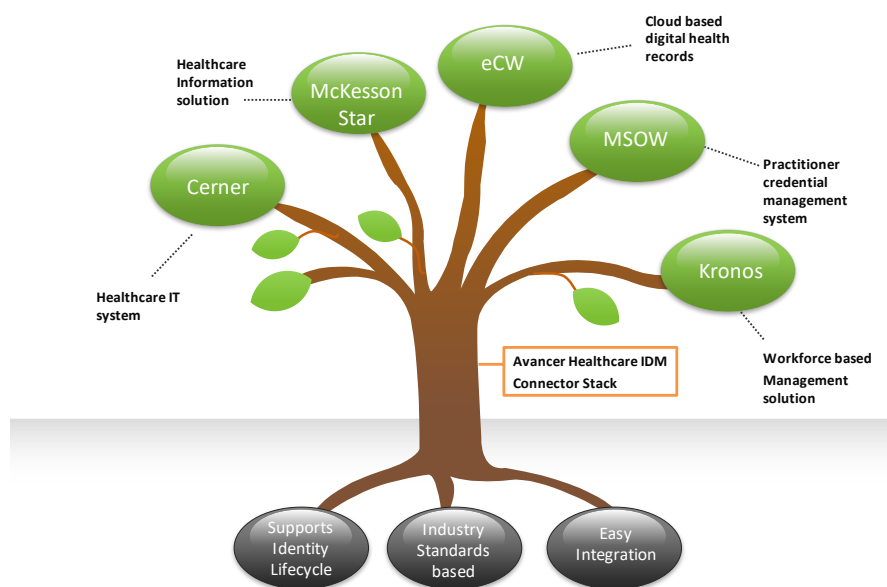 Cloud based
digital health
records
eCW
Healthcare
Information
solution
McKesson
Star
MSOW
Practitioner
credential
management
system
Cerner
Healthcare IT
system
Kronos
Workforce based
Management
solution
Avancer Healthcare IDM
Connector Stack
Supports
Identity
Lifecycle
Industry
Standards
based
Easy
Integration